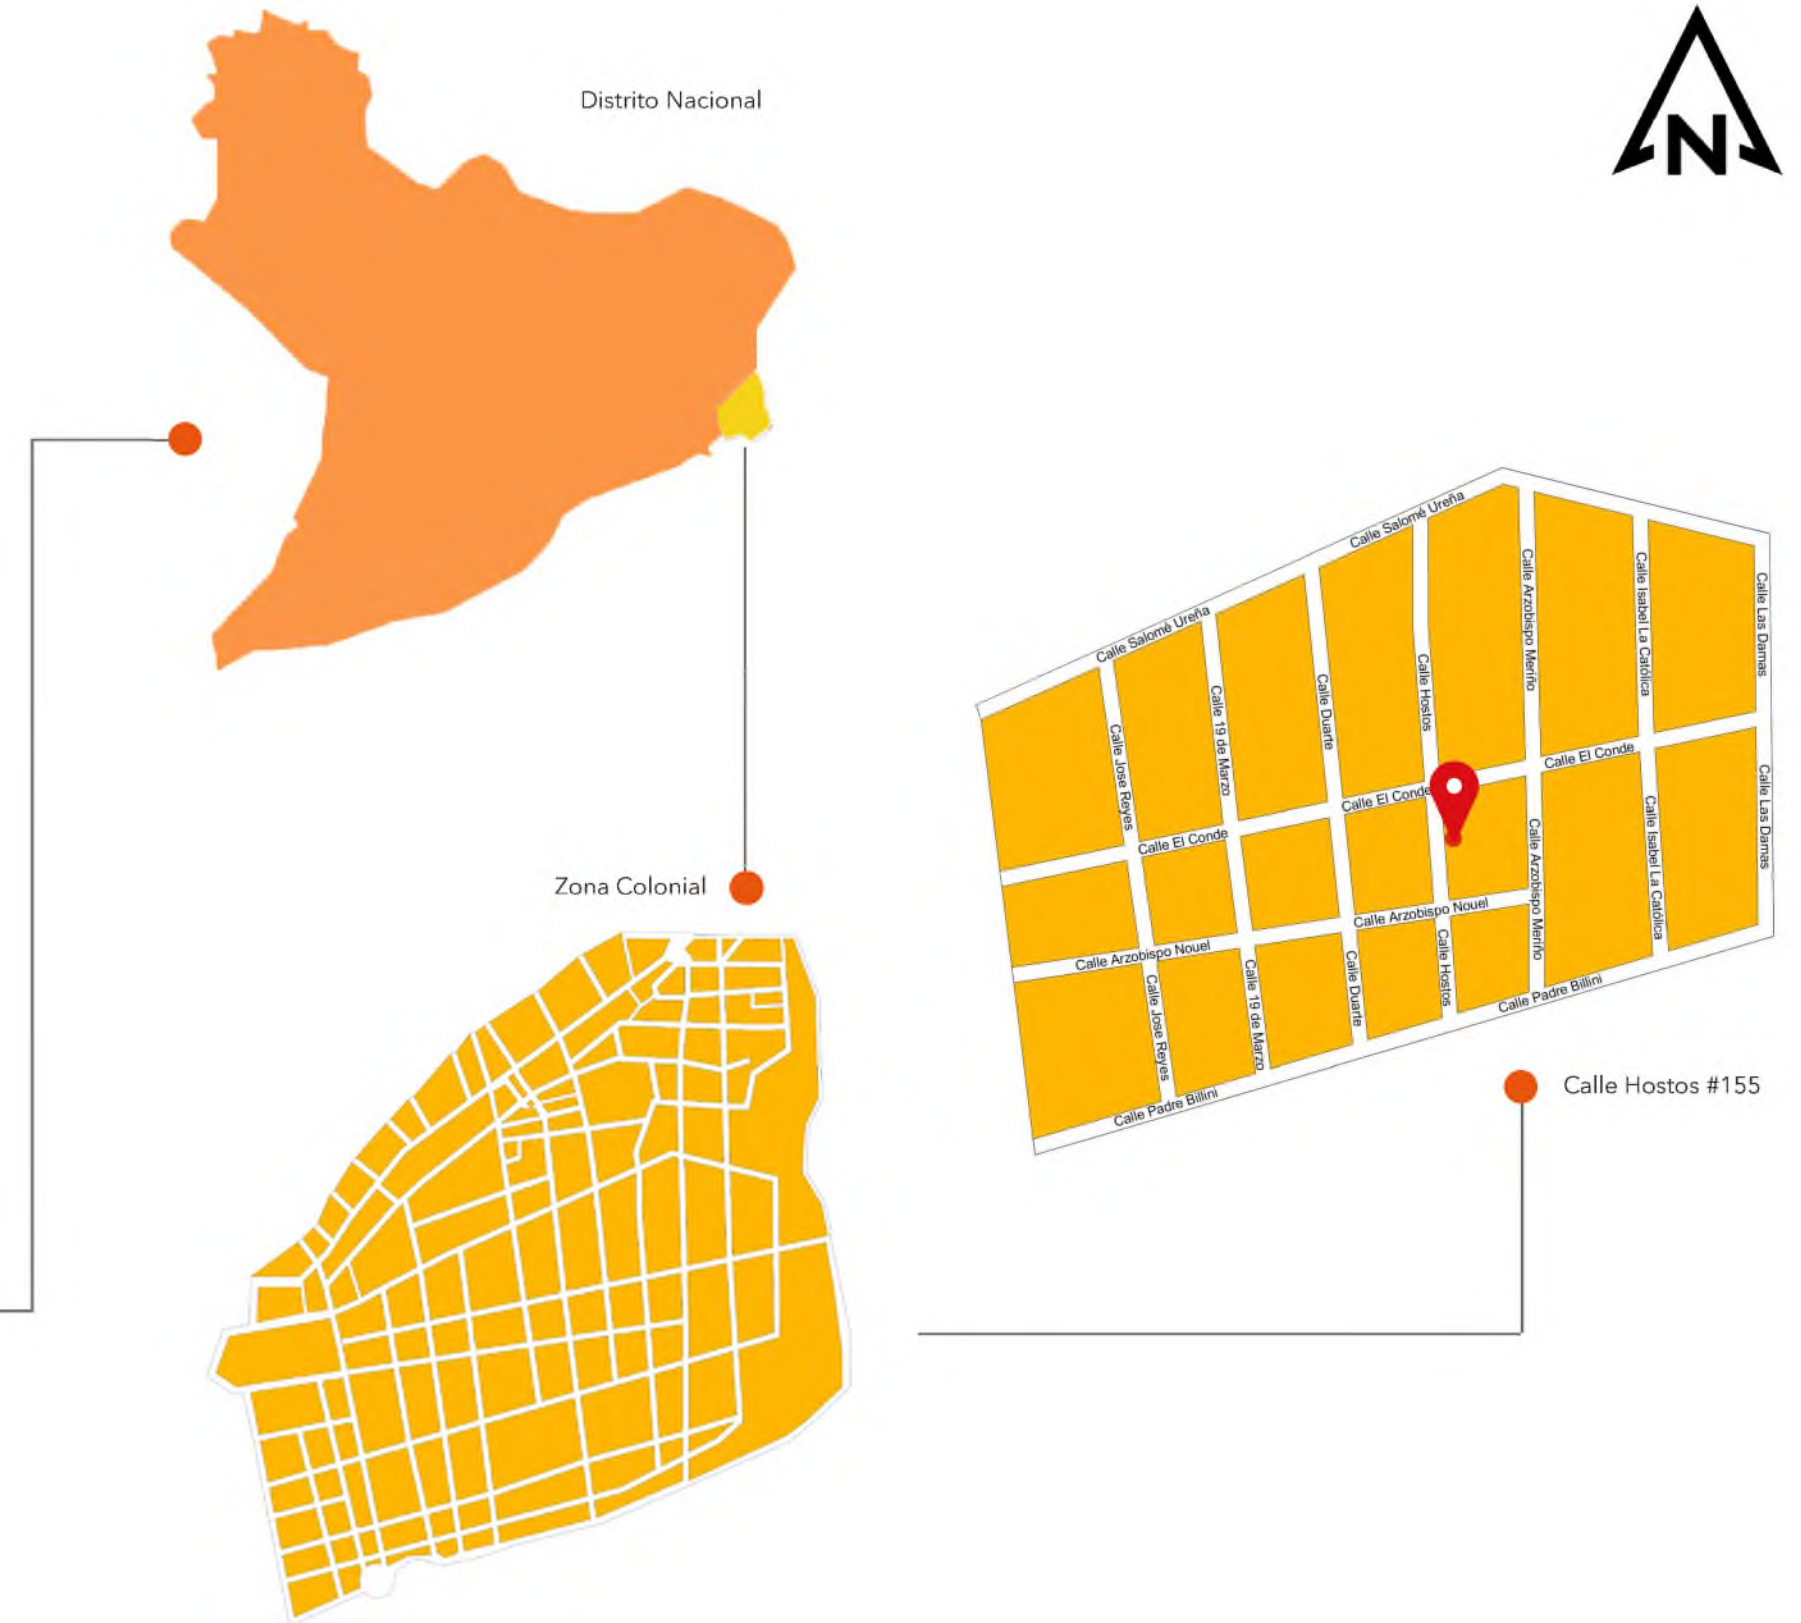 Distrito Nacional
N
Zona Colonial
Calle Salomé Ureña
Calle Salomé Ureña
Calle Jose Reyes
Calle 19 de Marzo
Calle Duarte
Calle Hostos
Calle Arzobispo Meriño
Calle Isabel La Católica
Calle Las Damas
Calle El Conde
Calle El Conde
Calle El Conde
Calle Arzobispo Nouel
Calle Arzobispo Nouel
Calle Jose Reyes
Calle 19 de Marzo
Calle Duarte
Calle Hostos
Calle Arzobispo Meriño
Calle Isabel La Católica
Calle Las Damas
Calle Padre Billini
Calle Padre Billini
Calle Hostos #155